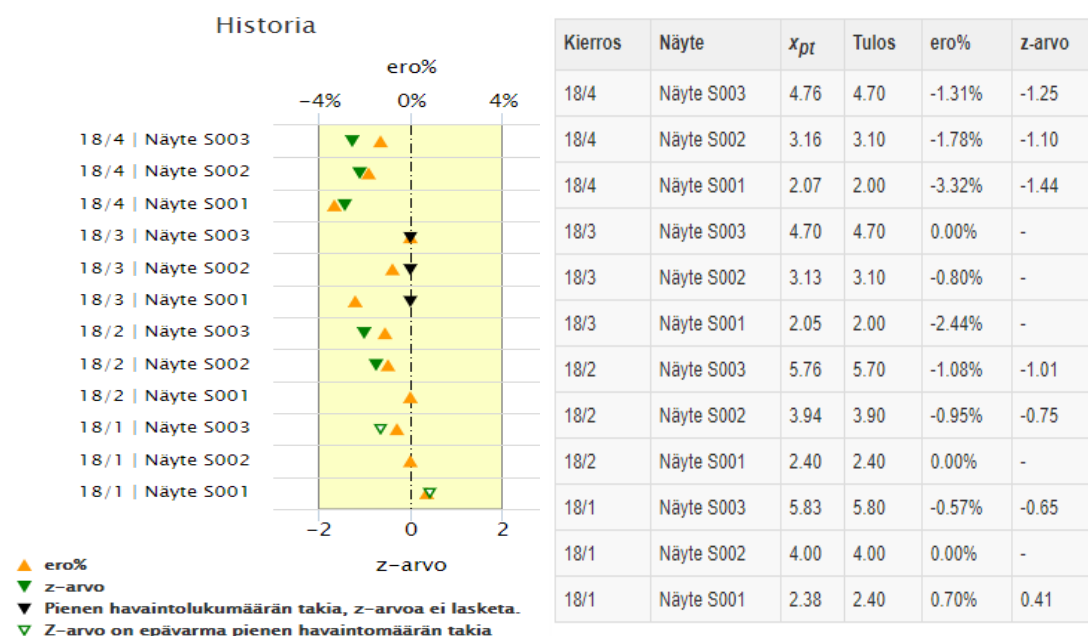 Historia
ero%
−4% 0% 4%
18/4 | Näyte S003
18/4 | Näyte S002
18/4 | Näyte S001
18/3 | Näyte S003
18/3 | Näyte S002
18/3 | Näyte S001
18/2 | Näyte S003
18/2 | Näyte S002
18/2 | Näyte S001
18/1 | Näyte S003
18/1 | Näyte S002
18/1 | Näyte S001
−2 0 2
z−arvo
ero%
z−arvo
Pienen havaintolukumäärän takia, z−arvoa ei lasketa.
Z−arvo on epävarma pienen havaintomäärän takia
Kierros Näyte xpt Tulos ero% z-arvo
18/4 Näyte S003 4.76 4.70 -1.31% -1.25
18/4 Näyte S002 3.16 3.10 -1.78% -1.10
18/4 Näyte S001 2.07 2.00 -3.32% -1.44
18/3 Näyte S003 4.70 4.70 0.00% -
18/3 Näyte S002 3.13 3.10 -0.80% -
18/3 Näyte S001 2.05 2.00 -2.44% -
18/2 Näyte S003 5.76 5.70 -1.08% -1.01
18/2 Näyte S002 3.94 3.90 -0.95% -0.75
18/2 Näyte S001 2.40 2.40 0.00% -
18/1 Näyte S003 5.83 5.80 -0.57% -0.65
18/1 Näyte S002 4.00 4.00 0.00% -
18/1 Näyte S001 2.38 2.40 0.70% 0.41